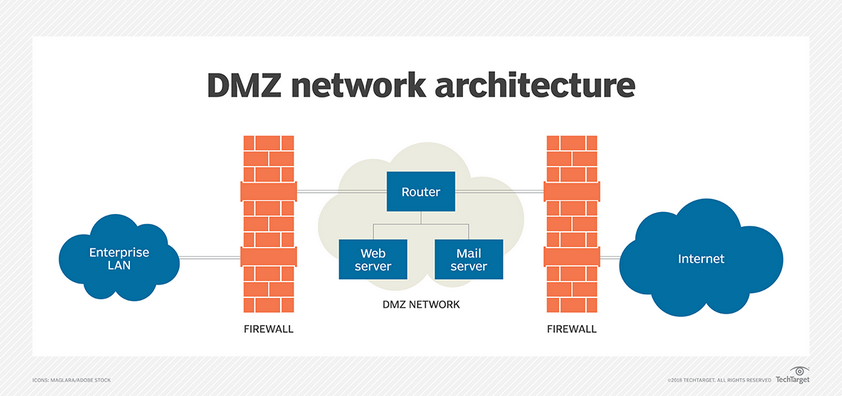 DMZ network architecture
Router
Enterprise
LAN
Web
server
Mail
server
Internet
DMZ NETWORK
FIREWALL
FIREWALL
ICONS: MAGLARA/ADOBE STOCK
©2018 TECHTARGET. ALL RIGHTS RESERVED
TechTarget